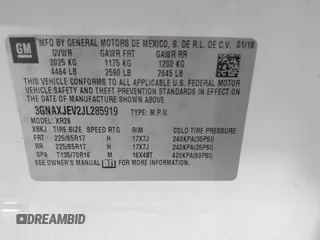 GM
MFD BY GENERAL MOTORS DE MEXICO, S. DE R.L. DE C.V. 01/18
GVWR GAWR FRT GAWR RR
2025 KG 1175 KG 1200 KG
4464 LB 2590 LB 2645 LB
THIS VEHICLE CONFORMS TO ALL APPLICABLE U.S. FEDERAL
MOTOR VEHICLE SAFETY, BUMPER, AND THEFT PREVENTION
STANDARDS IN EFFECT ON THE DATE OF MANUFACTURE
SHOWN ABOVE.
3GNAXJEV2JL285919 TYPE: M.P.V.
MODEL: XR26
XBKJ TIRE SIZE SPEED RTG RIM COLD TIRE PRESSURE
FRT 225/65R17 H 17X7J 240KPA(35PSI)
RR 225/65R17 H 17X7J 240KPA(35PSI)
SPA T135/70R16 M 16X4BT 420KPA(60PSI)
SEE OWNER'S MANUAL FOR MORE INFORMATION.
© DREAMBID.COM